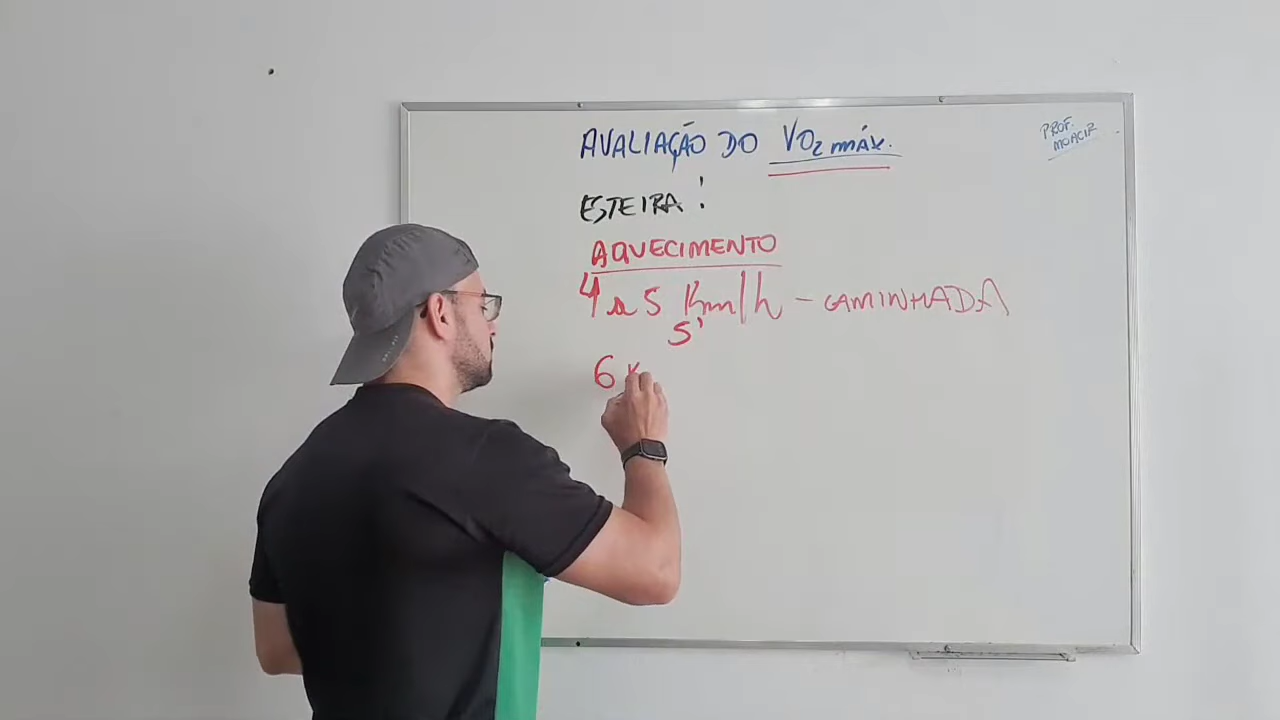 AVALIAÇÃO DO VO2 máx.
PROF.
MOACIR
ESTEIRA!
AQUECIMENTO
4 a 5 Km/h - CAMINHADA
5'
6 K